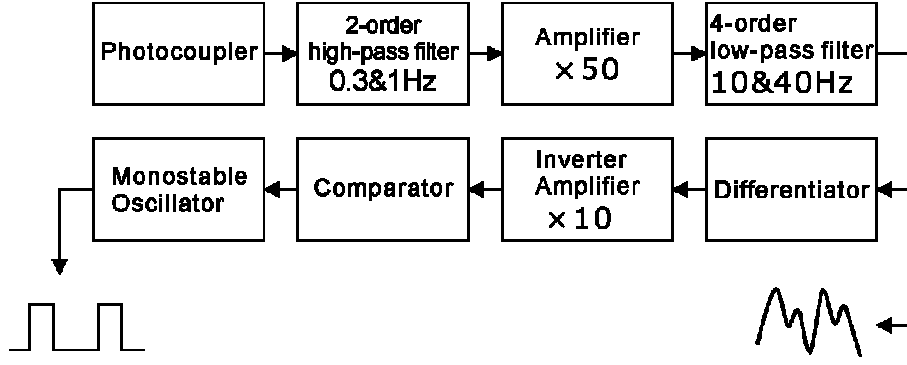 Photocoupler
2-order
high-pass filter
0.3&1Hz
Amplifier
×50
4-order
low-pass filter
10&40Hz
Monostable
Oscillator
Comparator
Inverter
Amplifier
×10
Differentiator